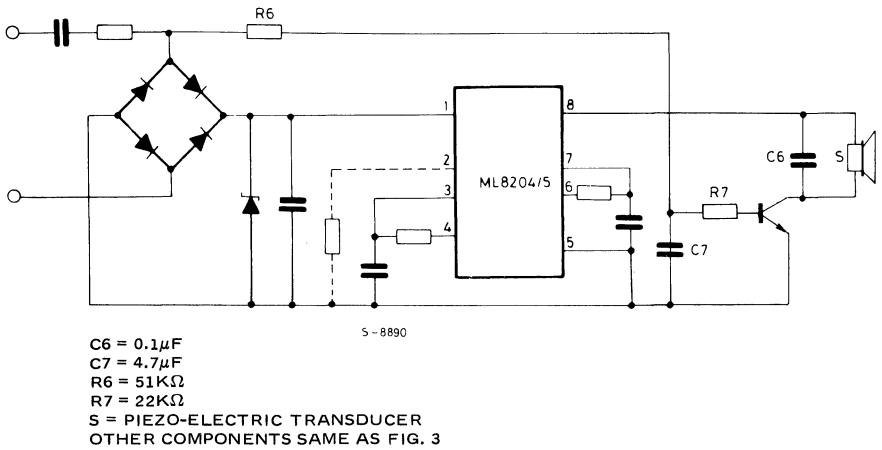 R6
1
8
2
7
ML8204/5
3
6
4
5
C6
S
R7
C7
S-8890
C6 = 0.1μF
C7 = 4.7μF
R6 = 51KΩ
R7 = 22KΩ
S = PIEZO-ELECTRIC TRANSDUCER
OTHER COMPONENTS SAME AS FIG. 3